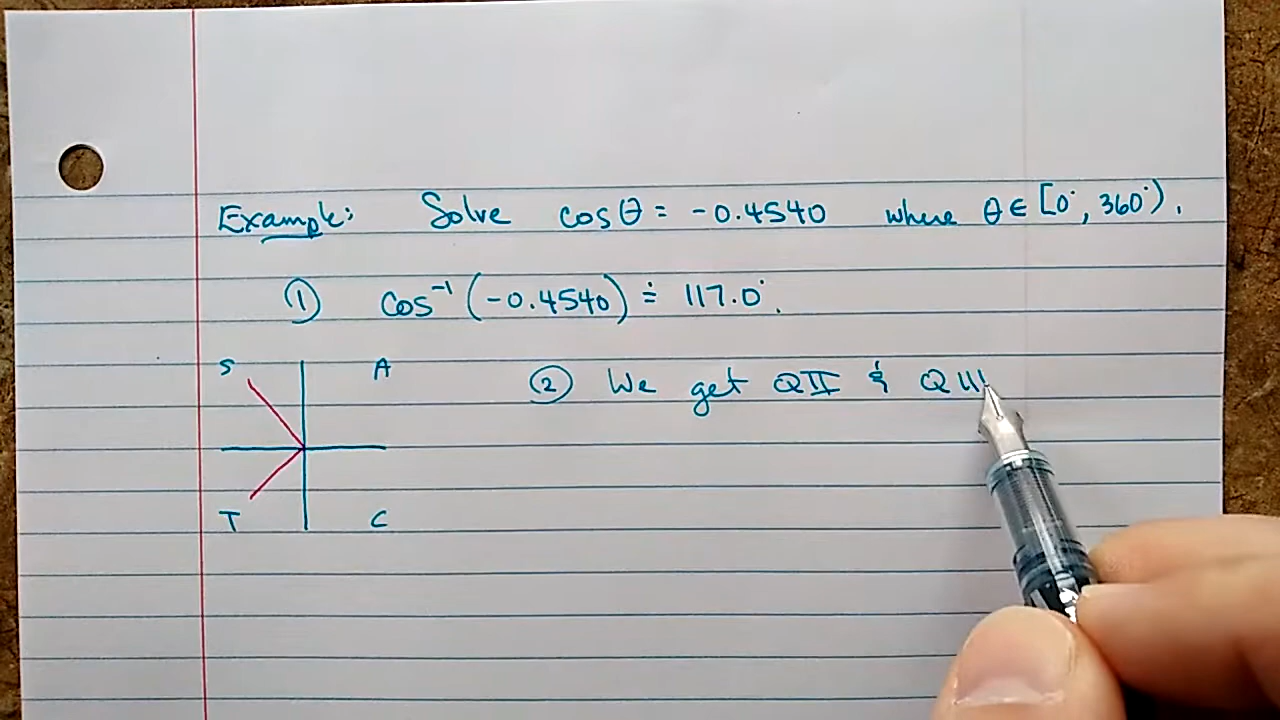 Example: Solve cosθ = -0.4540 where θ ∈ [0°, 360°).
① cos⁻¹(-0.4540) ≐ 117.0°.
S A
② We get QII & QIII
T C